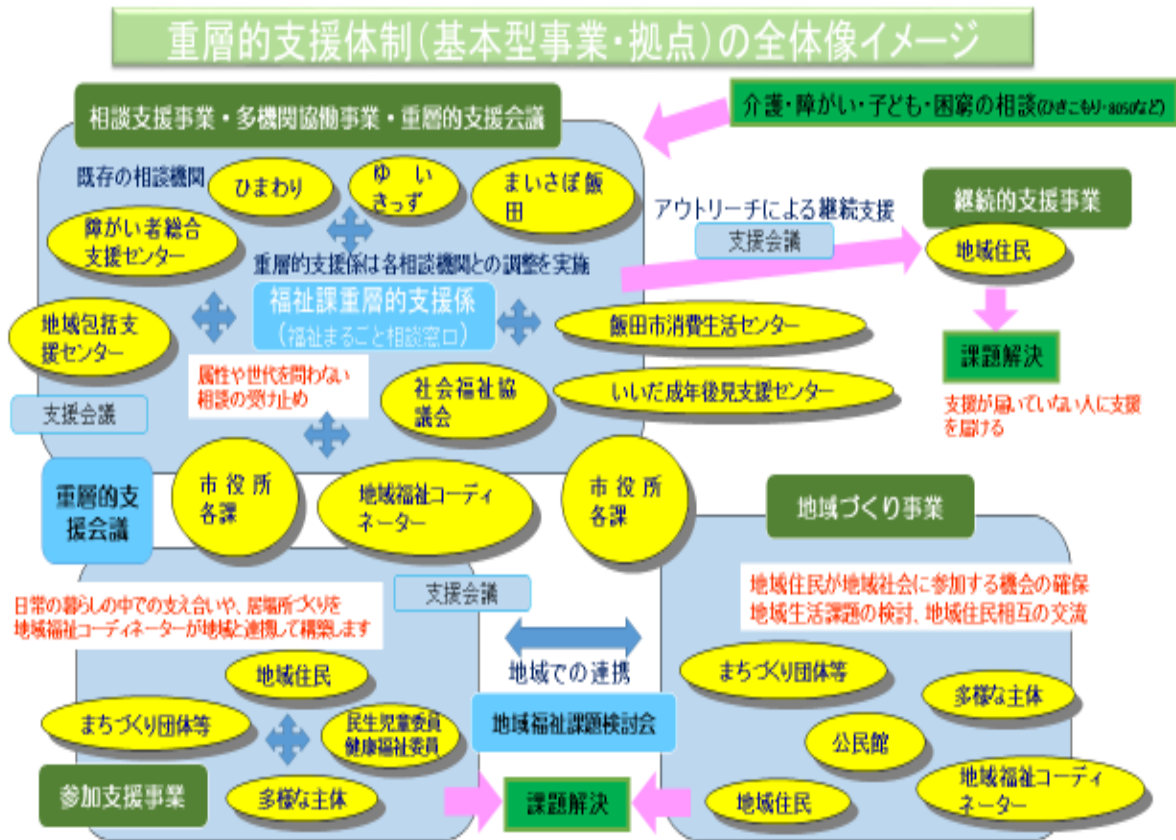 重層的支援体制(基本型事業・拠点)の全体像イメージ
相談支援事業・多機関協働事業・重層的支援会議
介護・障がい・子ども・困窮の相談(ひきこもり・8050など)
既存の相談機関
ひまわり
ゆい
きっず
まいさぽ飯
田
障がい者総合
支援センター
重層的支援係は各相談機関との調整を実施
福祉課重層的支援係
(福祉まるごと相談窓口)
地域包括支
援センター
飯田市消費生活センター
属性や世代を問わない
相談の受け止め
社会福祉協
議会
いいだ成年後見支援センター
支援会議
アウトリーチによる継続支援
支援会議
継続的支援事業
地域住民
課題解決
支援が届いていない人に支援
を届ける
重層的支
援会議
市役所
各課
地域福祉コーディ
ネーター
市役所
各課
地域づくり事業
支援会議
日常の暮らしの中での支え合いや、居場所づくりを
地域福祉コーディネーターが地域と連携して構築します
地域住民
まちづくり団体等
民生児童委員
健康福祉委員
多様な主体
参加支援事業
地域での連携
地域福祉課題検討会
課題解決
地域住民が地域社会に参加する機会の確保
地域生活課題の検討、地域住民相互の交流
まちづくり団体等
多様な主体
公民館
地域福祉コーディ
ネーター
地域住民